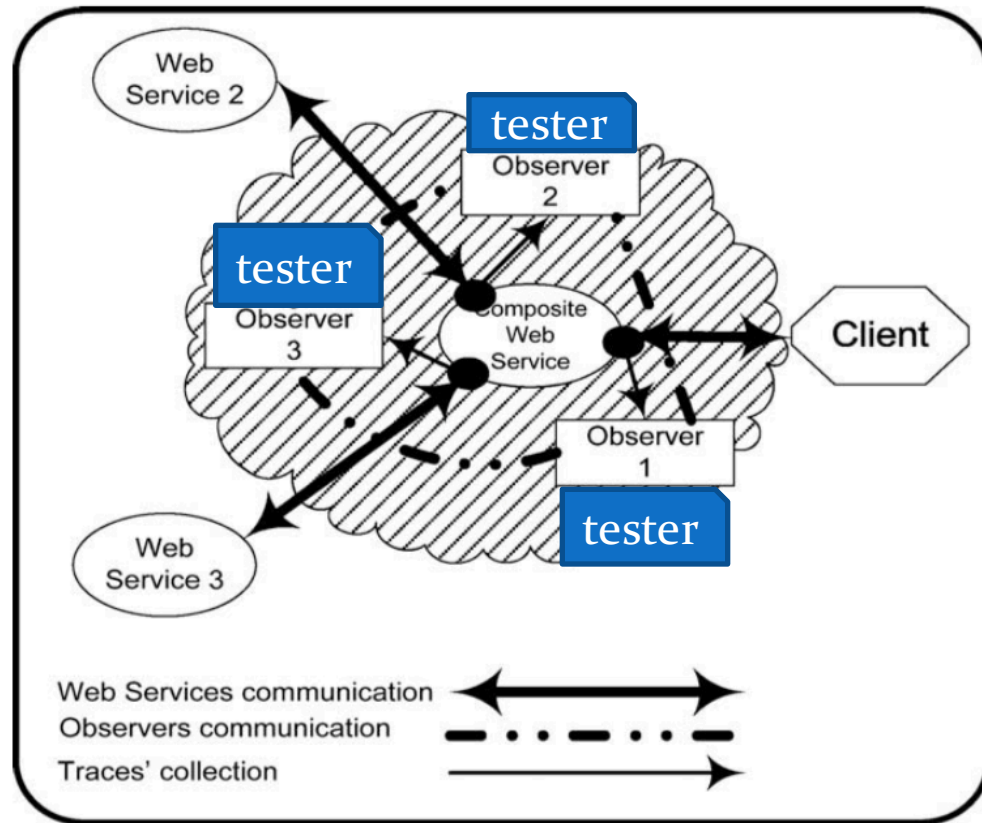 Web
Service 2
tester
Observer
2
tester
Observer
3
Composite
Web
Service
Client
Observer
1
tester
Web
Service 3
Web Services communication
Observers communication
Traces' collection